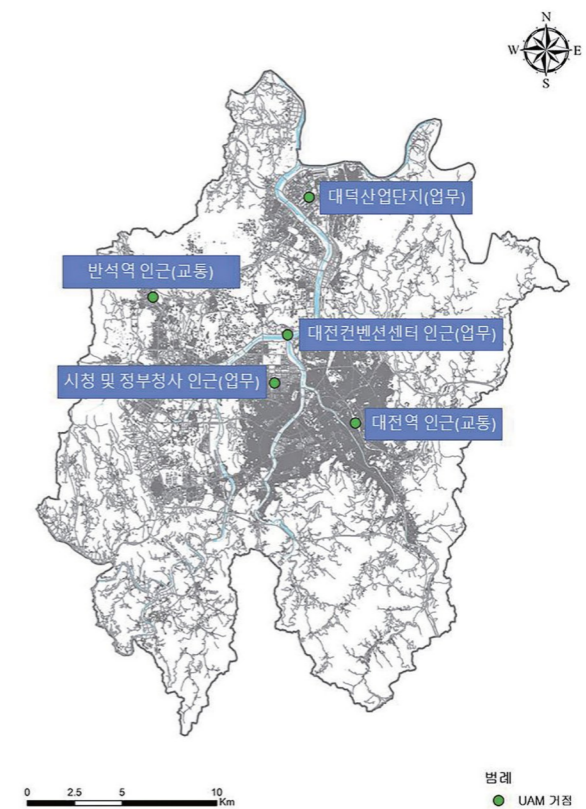 N
W E
S
대덕산업단지(업무)
반석역 인근(교통)
대전컨벤션센터 인근(업무)
시청 및 정부청사 인근(업무)
대전역 인근(교통)
범례
0 2.5 5 10 Km
UAM 거점